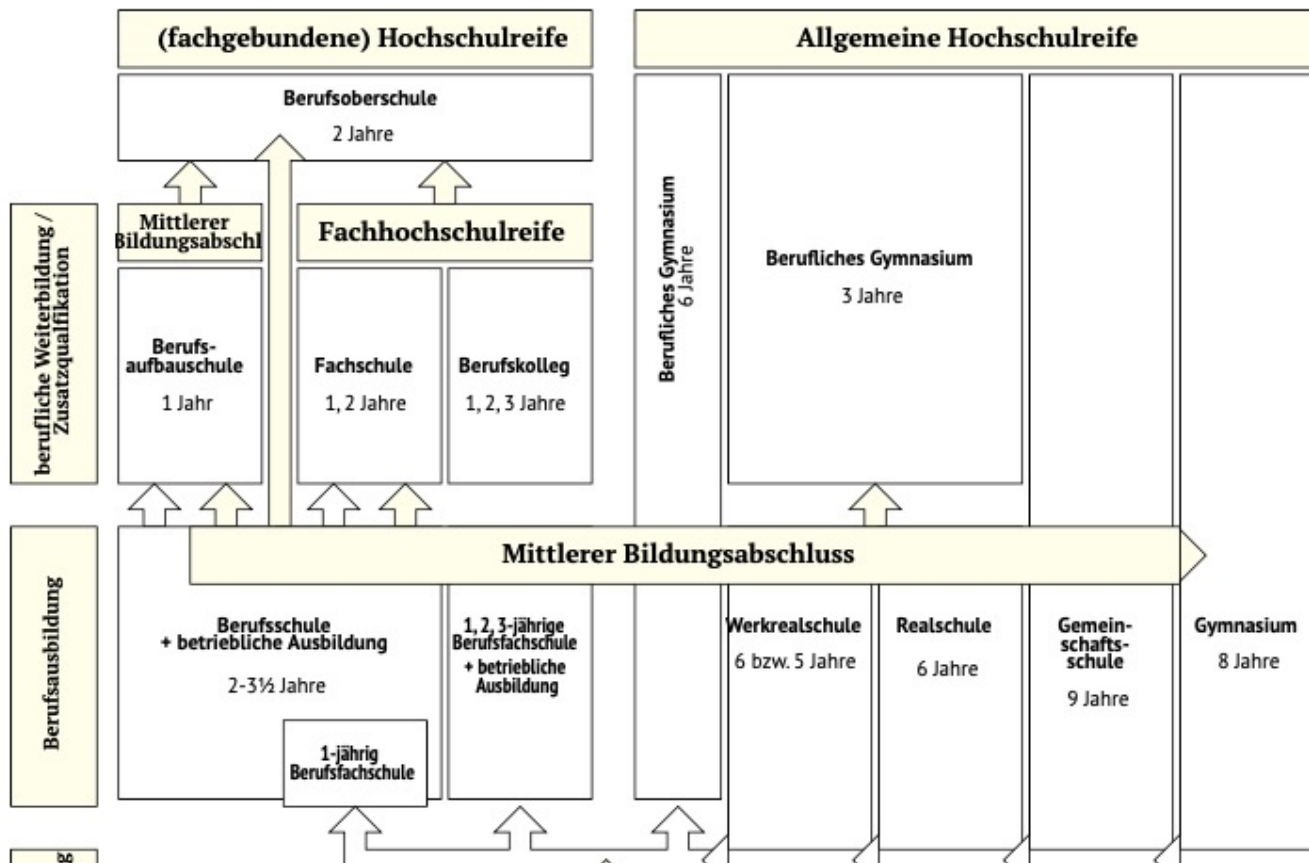 (fachgebundene) Hochschulreife
Allgemeine Hochschulreife
Berufsoberschule
2 Jahre
berufliche Weiterbildung /
Zusatzqualfikation
Mittlerer
Bildungsabschl
Fachhochschulreife
Berufs-
aufbauschule
1 Jahr
Fachschule
1, 2 Jahre
Berufskolleg
1, 2, 3 Jahre
Berufliches Gymnasium
6 Jahre
Berufliches Gymnasium
3 Jahre
Mittlerer Bildungsabschluss
Berufsausbildung
Berufsschule
+ betriebliche Ausbildung
2-3½ Jahre
1-jährig
Berufsfachschule
1, 2, 3-jährige
Berufsfachschule
+ betriebliche
Ausbildung
Werkrealschule
6 bzw. 5 Jahre
Realschule
6 Jahre
Gemein-
schafts-
schule
9 Jahre
Gymnasium
8 Jahre